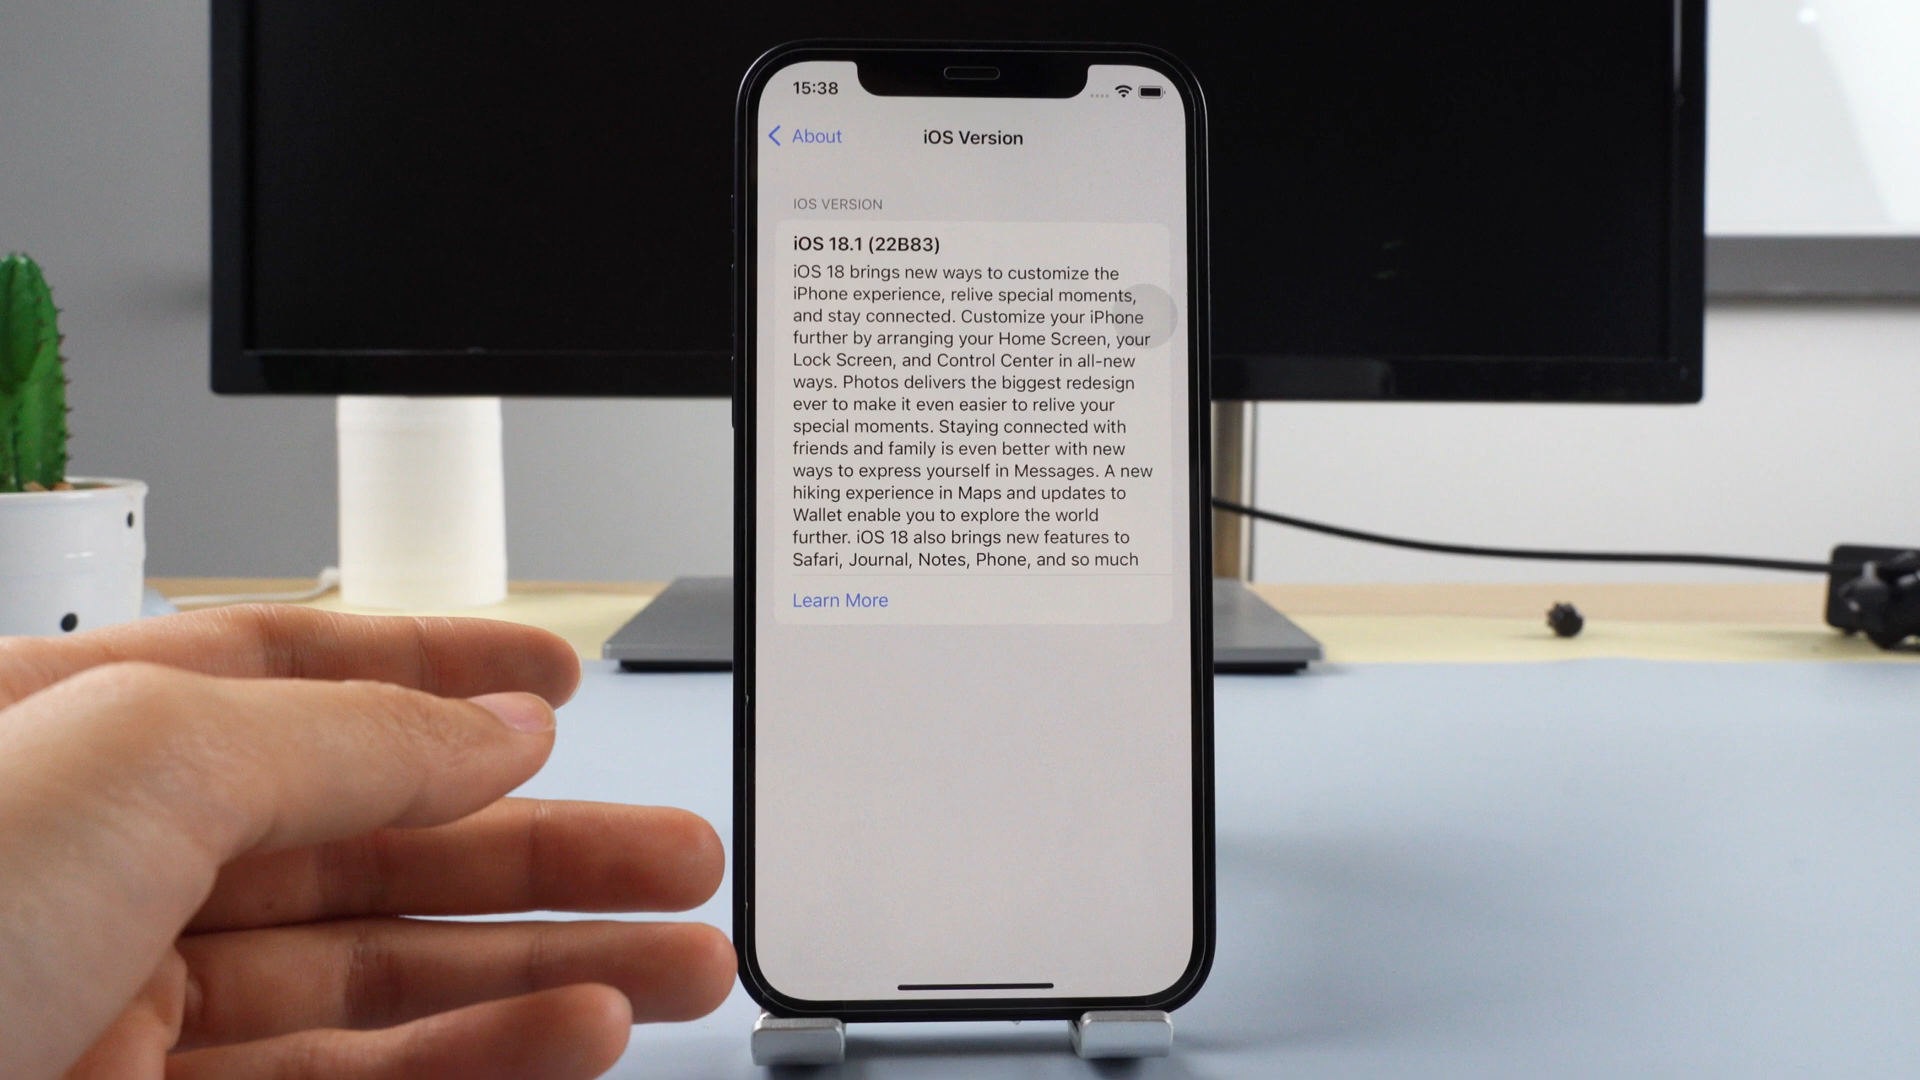 15:38
About
iOS Version
IOS VERSION
iOS 18.1 (22B83)
iOS 18 brings new ways to customize the
iPhone experience, relive special moments,
and stay connected. Customize your iPhone
further by arranging your Home Screen, your
Lock Screen, and Control Center in all-new
ways. Photos delivers the biggest redesign
ever to make it even easier to relive your
special moments. Staying connected with
friends and family is even better with new
ways to express yourself in Messages. A new
hiking experience in Maps and updates to
Wallet enable you to explore the world
further. iOS 18 also brings new features to
Safari, Journal, Notes, Phone, and so much
Learn More